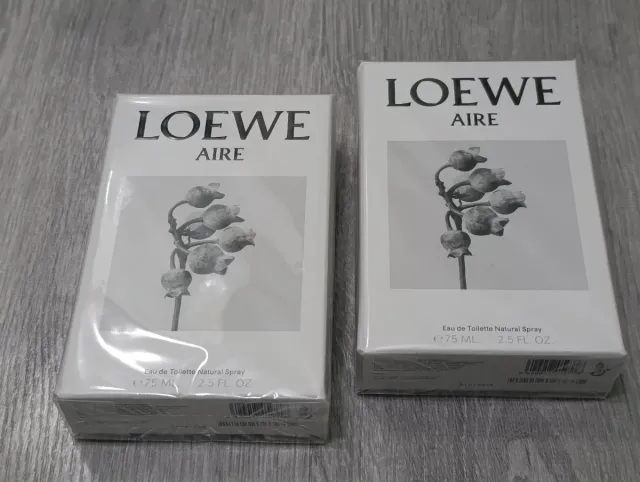 LOEWE
AIRE
Eau de Toilette Natural Spray
℮75 ML 2.5 FL. OZ.
LOEWE
AIRE
Eau de Toilette Natural Spray
℮75 ML 2.5 FL. OZ.